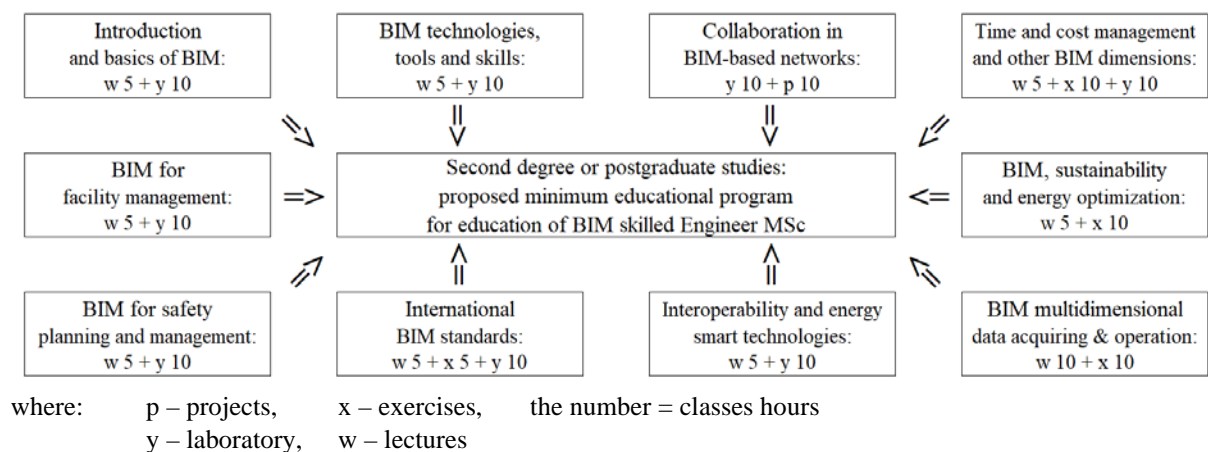 Introduction
and basics of BIM:
w 5 + y 10
BIM technologies,
tools and skills:
w 5 + y 10
Collaboration in
BIM-based networks:
y 10 + p 10
Time and cost management
and other BIM dimensions:
w 5 + x 10 + y 10
BIM for
facility management:
w 5 + y 10
Second degree or postgraduate studies:
proposed minimum educational program
for education of BIM skilled Engineer MSc
BIM, sustainability
and energy optimization:
w 5 + x 10
BIM for safety
planning and management:
w 5 + y 10
International
BIM standards:
w 5 + x 5 + y 10
Interoperability and energy
smart technologies:
w 5 + y 10
BIM multidimensional
data acquiring & operation:
w 10 + x 10
where: p – projects, x – exercises, the number = classes hours
y – laboratory, w – lectures